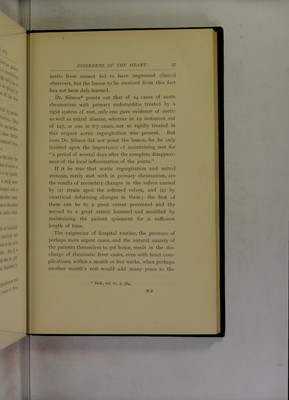 DISORDERS OF THE HEART. 35
matic fever cannot fail to have impressed clinical
observers, but the lesson to be received from this fact
has not been duly learned.
Dr. Sibson* points out that of 24 cases of acute
rheumatism with primary endocarditis treated by a
rigid system of rest, only one gave evidence of aortic
as well as mitral disease, whereas in 19 instances out
of 127, or one in 6·7 cases, not so rigidly treated in
this respect aortic regurgitation was present. But
even Dr. Sibson did not point the lesson, for he only
insisted upon the importance of maintaining rest for
" a period of several days after the complete disappear-
ance of the local inflammation of the joints."
If it be true that aortic regurgitation and mitral
stenosis, rarely met with in primary rheumatism, are
the results of secondary changes in the valves caused
by (1) strain upon the softened valves, and (2) by
cicatricial deforming changes in them; the first of
these can be to a great extent prevented and the
second to a great extent lessened and modified by
maintaining the patient quiescent for a sufficient
length of time.
The exigencies of hospital routine, the pressure of
perhaps more urgent cases, and the natural anxiety of
the patients themselves to get home, result in the dis-
charge of rheumatic fever cases, even with heart com-
plications, within a month or five weeks, when perhaps
another month's rest would add many years to the